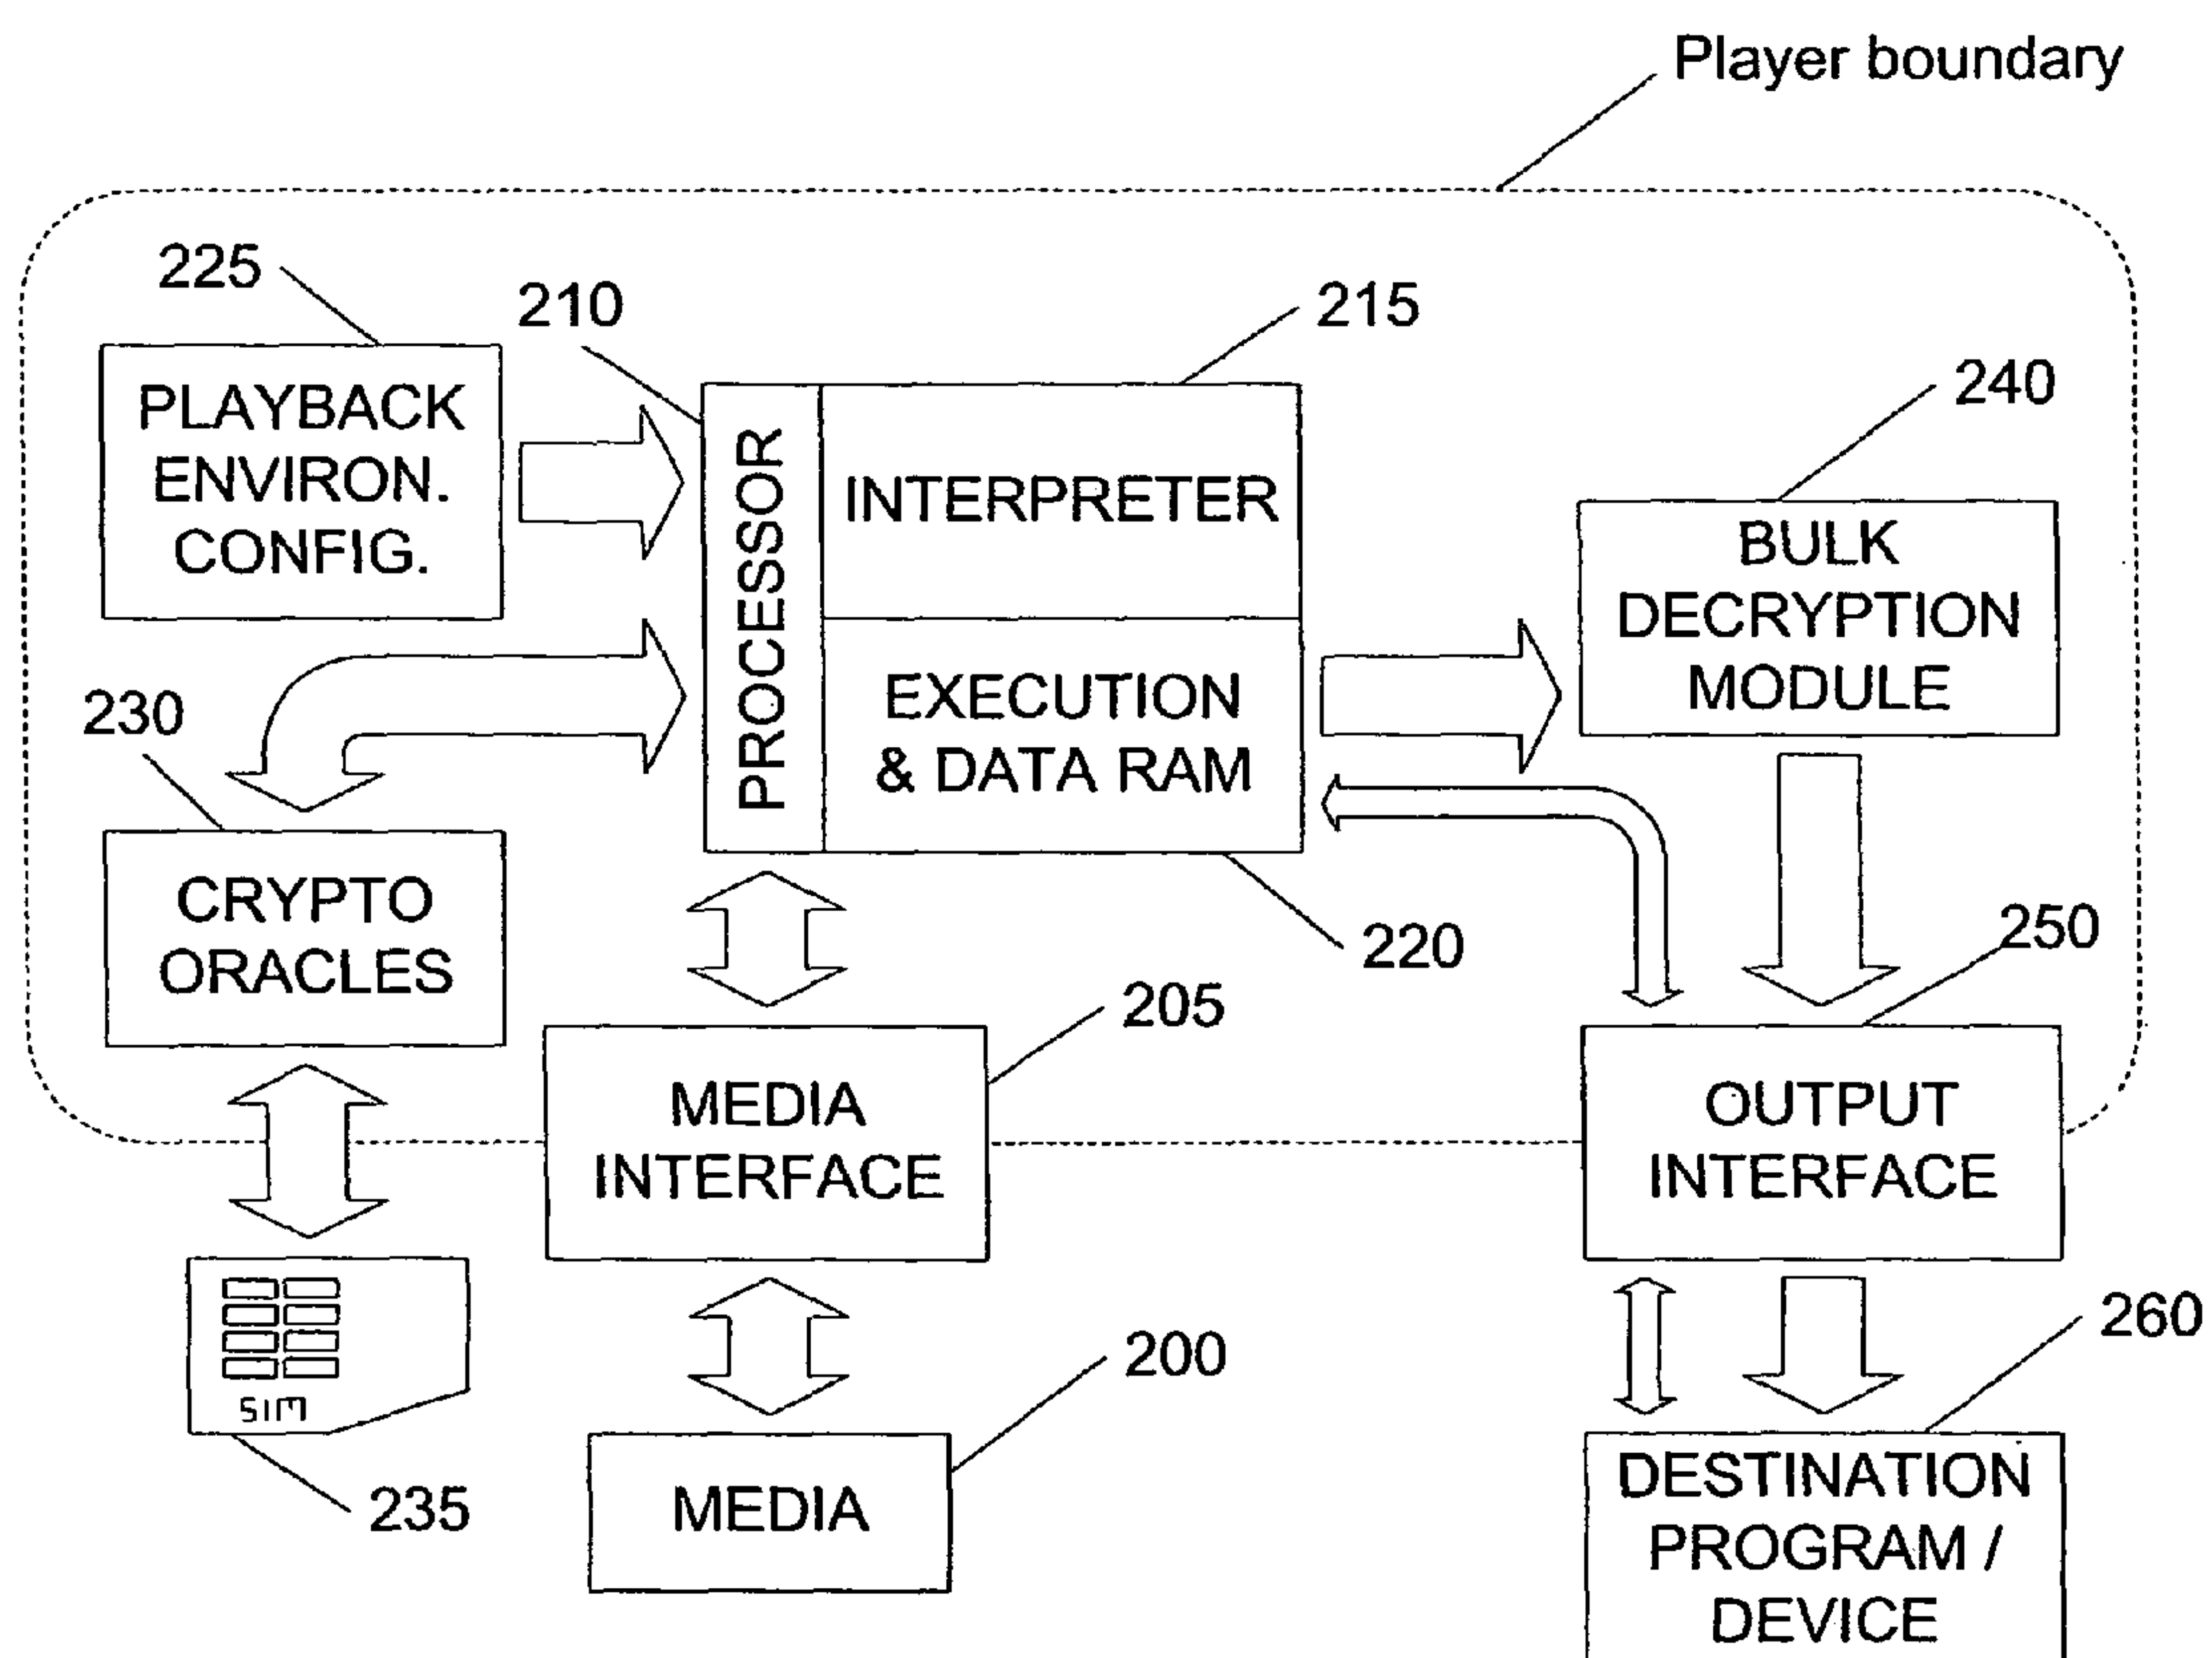 Player boundary
225
210
215
240
PLAYBACK
ENVIRON.
CONFIG.
PROCESSOR
INTERPRETER
EXECUTION
& DATA RAM
BULK
DECRYPTION
MODULE
230
CRYPTO
ORACLES
220
250
205
MEDIA
INTERFACE
OUTPUT
INTERFACE
SIM
235
200
MEDIA
260
DESTINATION
PROGRAM /
DEVICE